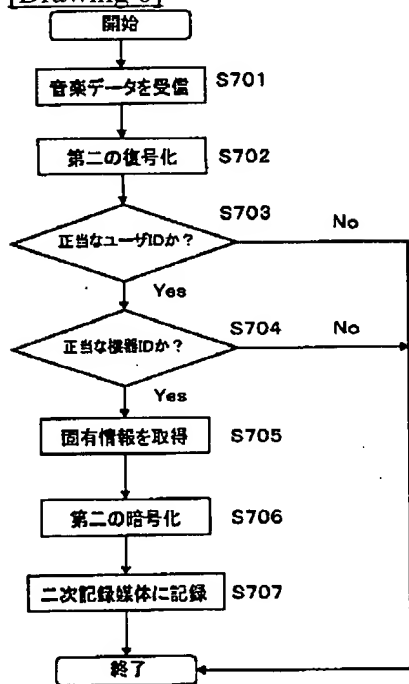 [Drawing 6]
開始
音楽データを受信 S701
第二の復号化 S702
S703
正当なユーザIDか? No
Yes
S704
正当な機器IDか? No
Yes
固有情報を取得 S705
第二の暗号化 S706
二次記録媒体に記録 S707
終了